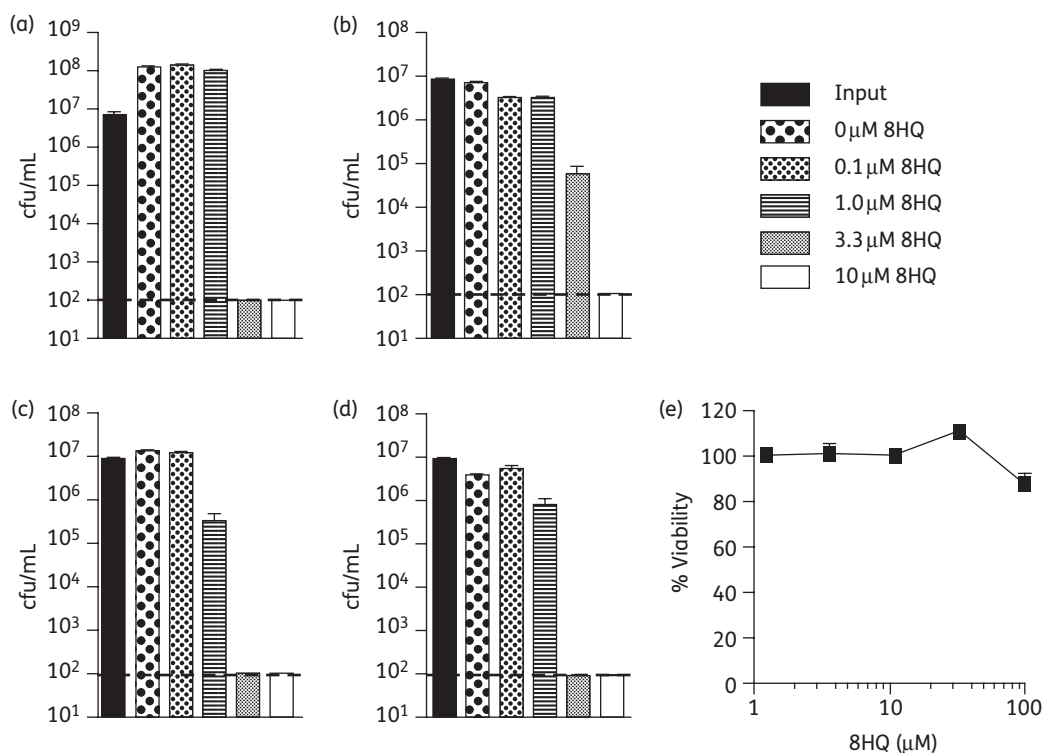 (a)
10⁹
10⁸
10⁷
10⁶
10⁵
10⁴
10³
10²
10¹
cfu/mL
(b)
10⁸
10⁷
10⁶
10⁵
10⁴
10³
10²
10¹
cfu/mL
Input
0 μM 8HQ
0.1 μM 8HQ
1.0 μM 8HQ
3.3 μM 8HQ
10 μM 8HQ
(c)
10⁸
10⁷
10⁶
10⁵
10⁴
10³
10²
10¹
cfu/mL
(d)
10⁸
10⁷
10⁶
10⁵
10⁴
10³
10²
10¹
cfu/mL
(e)
120
100
80
60
40
20
0
% Viability
1 10 100
8HQ (μM)